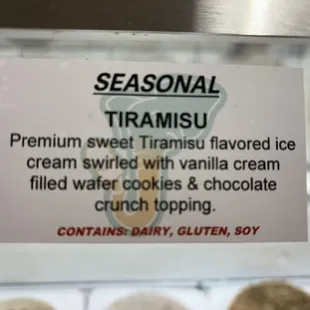 SEASONAL
TIRAMISU
Premium sweet Tiramisu flavored ice
cream swirled with vanilla cream
filled wafer cookies & chocolate
crunch topping.
CONTAINS: DAIRY, GLUTEN, SOY